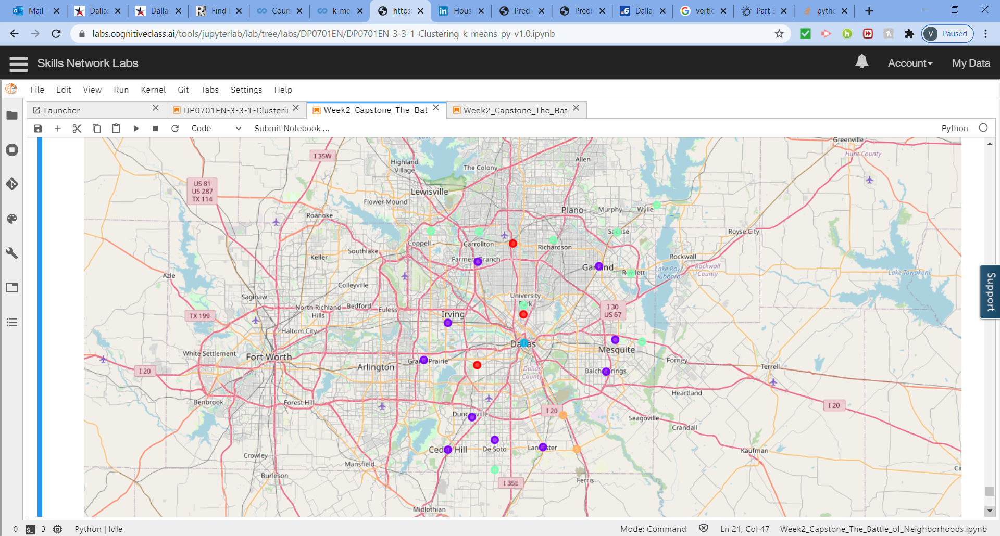 Mail - Dallas Dallas Find Cours k-me https: Hous Predi Predi Dallas vertic Part pytho
labs.cognitiveclass.ai/tools/jupyterlab/lab/tree/labs/DP0701EN/DP0701EN-3-3-1-Clustering-k-means-py-v1.0.ipynb
V Paused
Skills Network Labs
Account
My Data
File Edit View Run Kernel Git Tabs Settings Help
Launcher
DP0701EN-3-3-1-Clusterin
Week2_Capstone_The_Bat
Week2_Capstone_The_Bat
Code
Submit Notebook ...
Python
Greenville
Hunt County
I 35W
Allen
Highland
Village
The Colony
US 81
US 287
TX 114
Lewisville
Flower Mound
Plano
Murphy
Wylie
Roanoke
Royse City
Sachse
Coppell
Carrollton
Richardson
Southlake
Keller
Farmers Branch
Rockwall
Garland
Rowlett
Lake Ray
Hubbard
Rockwall
County
Lake Tawakoni
Azle
Colleyville
Saginaw
University
Park
North Richland
Hills
Bedford
Euless
Irving
I 30
US 67
TX 199
Haltom City
Dallas
Mesquite
White Settlement
Fort Worth
Grand Prairie
Arlington
Forney
Terrell
I 20
Dallas
County
Balch Springs
Heartland
Benbrook
Forest Hill
I 20
I 20
Duncanville
Seagoville
Crandall
Cedar Hill
De Soto
Lancaster
Kaufman
Crowley
Mansfield
Ca
Burleson
I 35E
Ferris
Midlothian
Support
0 $_ 3 Python | Idle
Mode: Command
Ln 21, Col 47
Week2_Capstone_The_Battle_of_Neighborhoods.ipynb